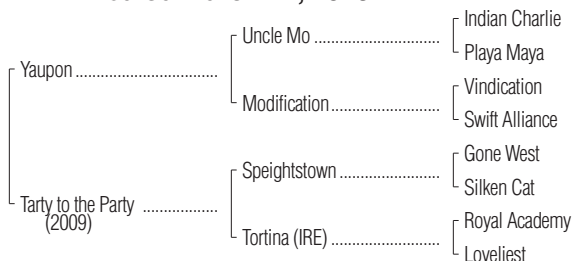 Indian Charlie
Uncle Mo ..............................
Playa Maya
Yaupon ..................................
Vindication
Modification..........................
Swift Alliance
Gone West
Speightstown ........................
Silken Cat
Tarty to the Party ..................
(2009)
Royal Academy
Tortina (IRE) ..........................
Loveliest